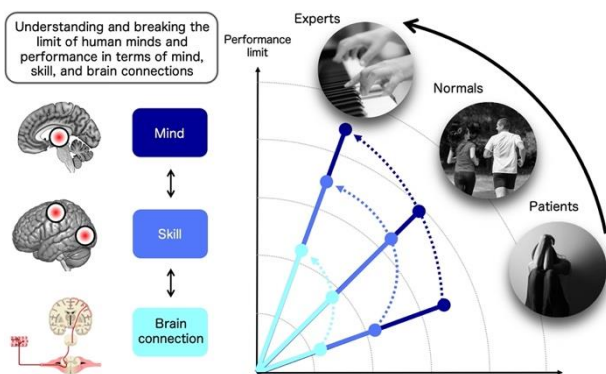 Understanding and breaking the
limit of human minds and
performance in terms of mind,
skill, and brain connections
Mind
Skill
Brain
connection
Performance
limit
Experts
Normals
Patients